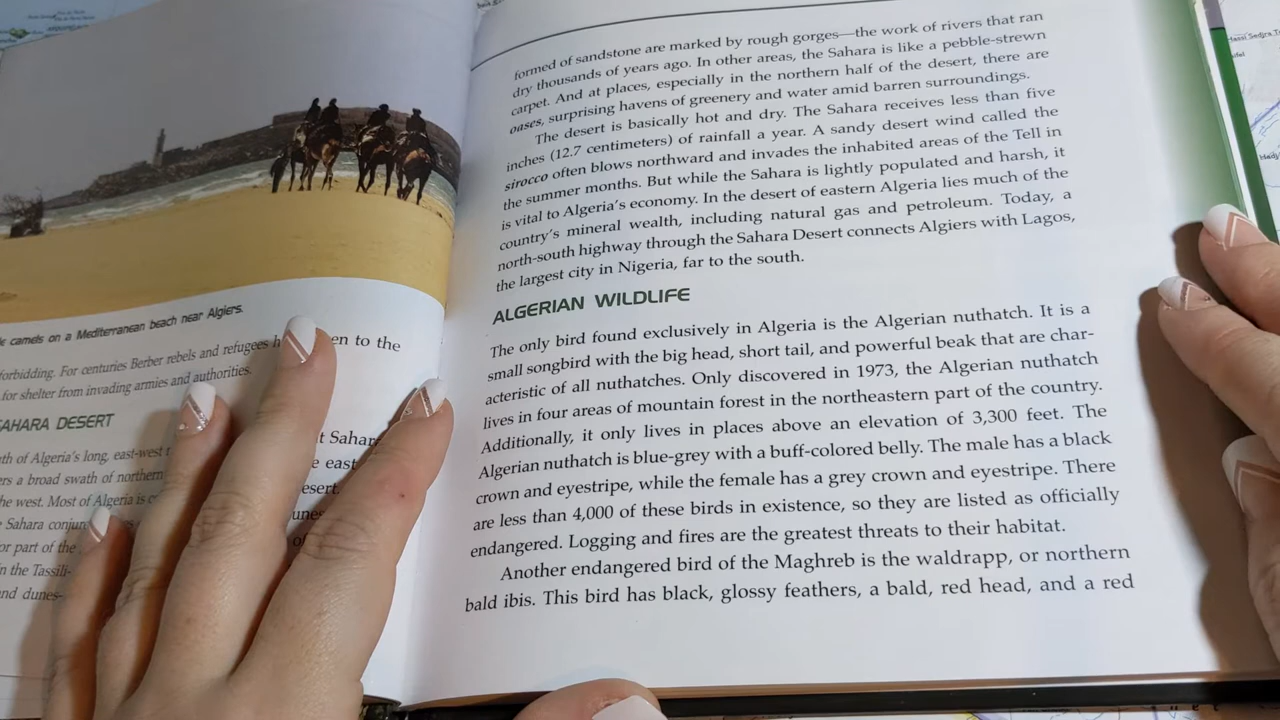 camels on a Mediterranean beach near Algiers.
forbidding. For centuries Berber rebels and refugees h en to the
for shelter from invading armies and authorities.
SAHARA DESERT
th of Algeria's long, east-west
ers a broad swath of northern
he west. Most of Algeria is
Sahara conjun
or part of the
n the Tassili-
nd dunes-
t Sahar
e east
esert.
unes
formed of sandstone are marked by rough gorges—the work of rivers that ran
dry thousands of years ago. In other areas, the Sahara is like a pebble-strewn
carpet. And at places, especially in the northern half of the desert, there are
oases, surprising havens of greenery and water amid barren surroundings.
The desert is basically hot and dry. The Sahara receives less than five
inches (12.7 centimeters) of rainfall a year. A sandy desert wind called the
sirocco often blows northward and invades the inhabited areas of the Tell in
the summer months. But while the Sahara is lightly populated and harsh, it
is vital to Algeria's economy. In the desert of eastern Algeria lies much of the
country's mineral wealth, including natural gas and petroleum. Today, a
north-south highway through the Sahara Desert connects Algiers with Lagos,
the largest city in Nigeria, far to the south.
ALGERIAN WILDLIFE
The only bird found exclusively in Algeria is the Algerian nuthatch. It is a
small songbird with the big head, short tail, and powerful beak that are char-
acteristic of all nuthatches. Only discovered in 1973, the Algerian nuthatch
lives in four areas of mountain forest in the northeastern part of the country.
Additionally, it only lives in places above an elevation of 3,300 feet. The
Algerian nuthatch is blue-grey with a buff-colored belly. The male has a black
crown and eyestripe, while the female has a grey crown and eyestripe. There
are less than 4,000 of these birds in existence, so they are listed as officially
endangered. Logging and fires are the greatest threats to their habitat.
Another endangered bird of the Maghreb is the waldrapp, or northern
bald ibis. This bird has black, glossy feathers, a bald, red head, and a red